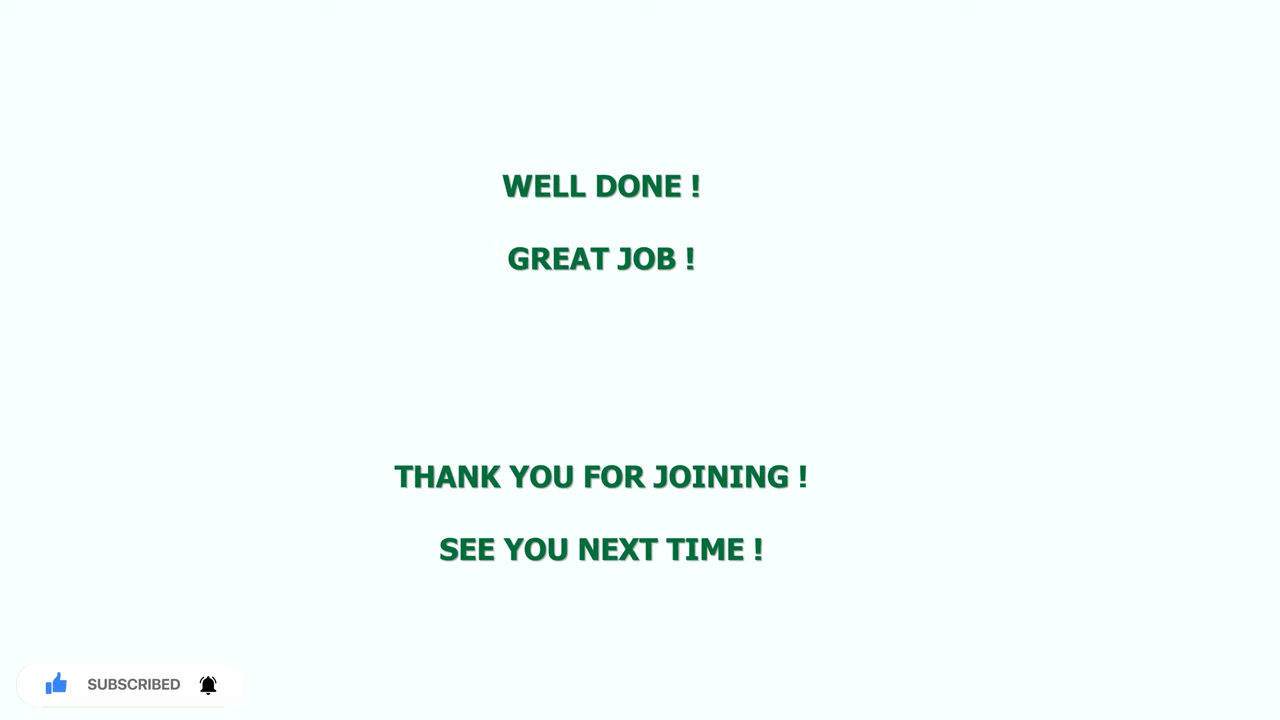 WELL DONE !
GREAT JOB !
THANK YOU FOR JOINING !
SEE YOU NEXT TIME !
SUBSCRIBED